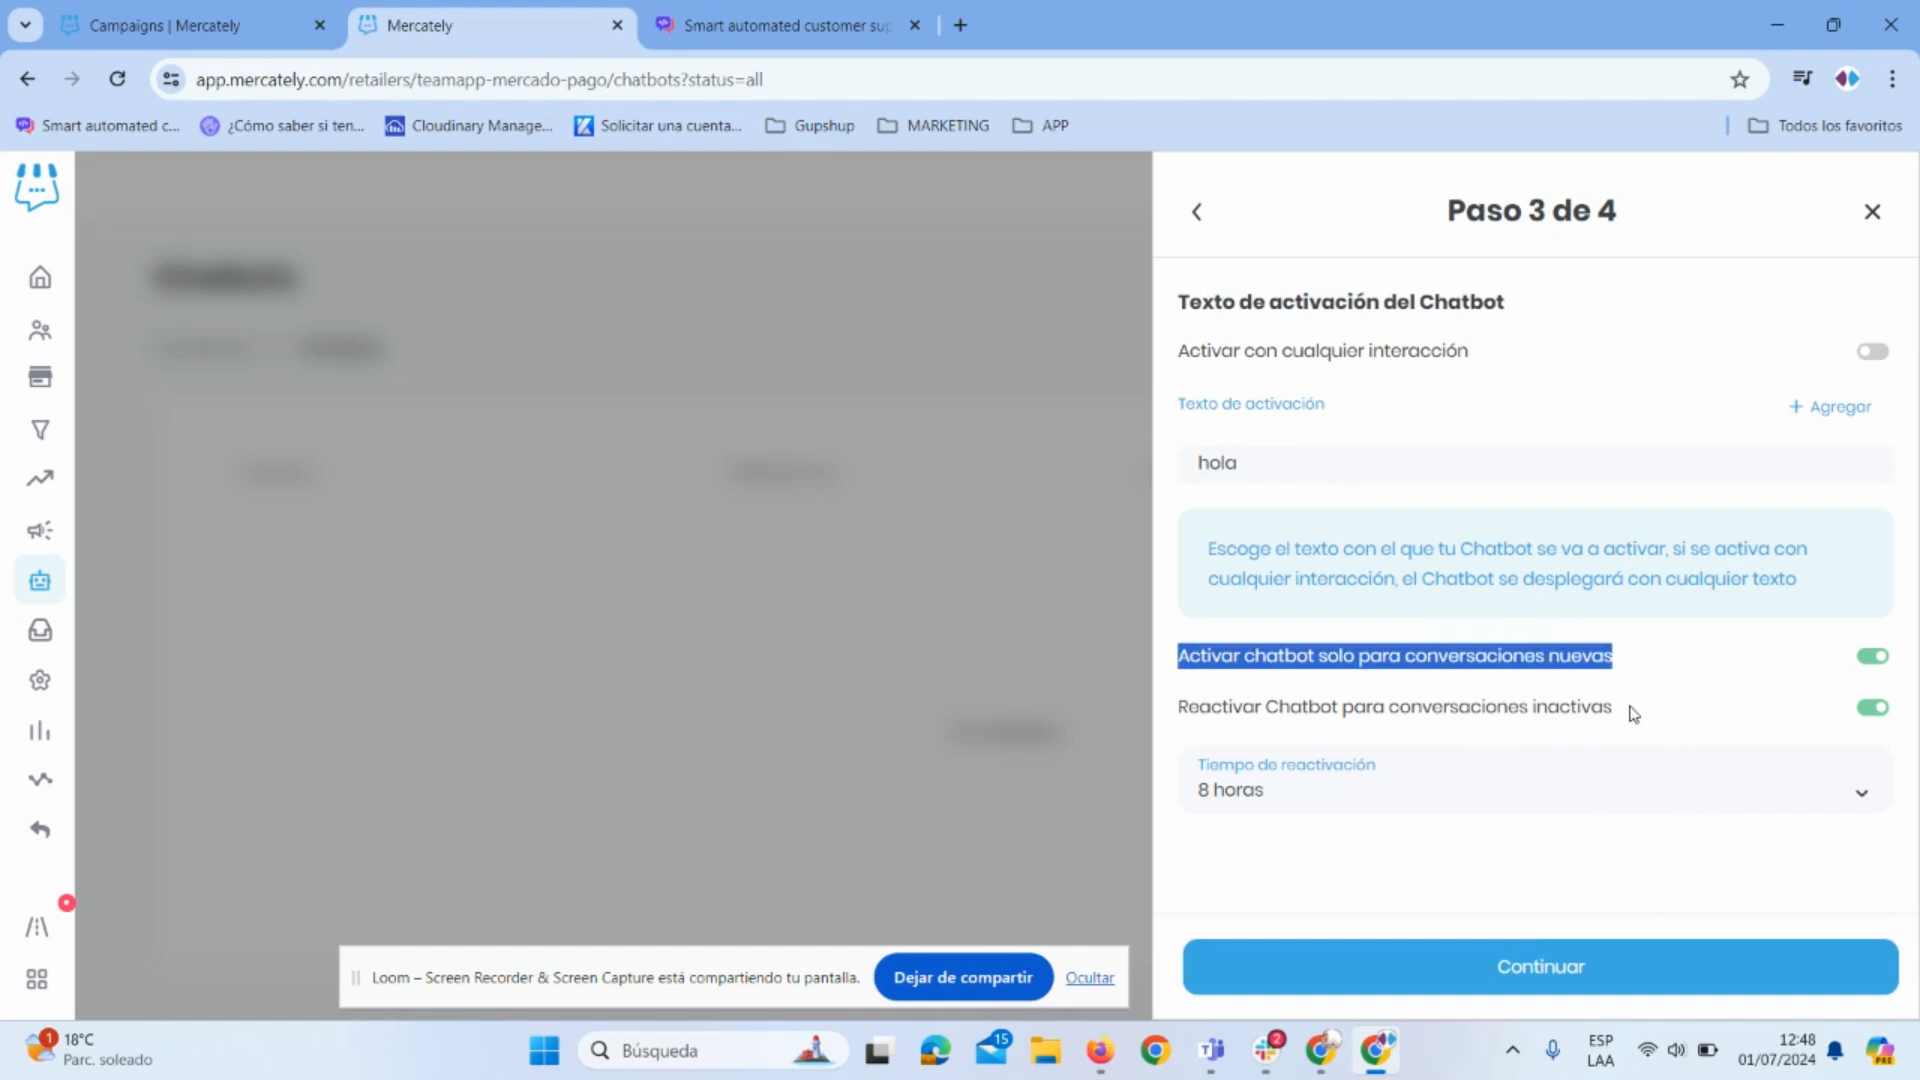 Campaigns | Mercately
Mercately
Smart automated customer sup
app.mercately.com/retailers/teamapp-mercado-pago/chatbots?status=all
Smart automated c...
¿Cómo saber si ten...
Cloudinary Manage...
Solicitar una cuenta...
Gupshup
MARKETING
APP
Todos los favoritos
Paso 3 de 4
Texto de activación del Chatbot
Activar con cualquier interacción
Texto de activación
+ Agregar
hola
Escoge el texto con el que tu Chatbot se va a activar, si se activa con
cualquier interacción, el Chatbot se desplegará con cualquier texto
Activar chatbot solo para conversaciones nuevas
Reactivar Chatbot para conversaciones inactivas
Tiempo de reactivación
8 horas
Continuar
Loom – Screen Recorder & Screen Capture está compartiendo tu pantalla.
Dejar de compartir
Ocultar
1
18°C
Parc. soleado
Búsqueda
15
2
ESP
LAA
12:48
01/07/2024
PRE